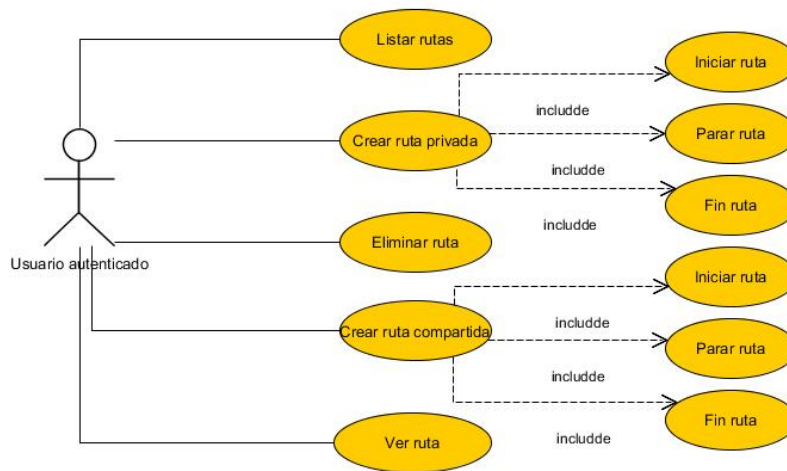 Listar rutas
Iniciar ruta
includde
Crear ruta privada
Parar ruta
includde
Fin ruta
includde
Eliminar ruta
Usuario autenticado
Iniciar ruta
includde
Crear ruta compartida
Parar ruta
includde
Fin ruta
includde
Ver ruta